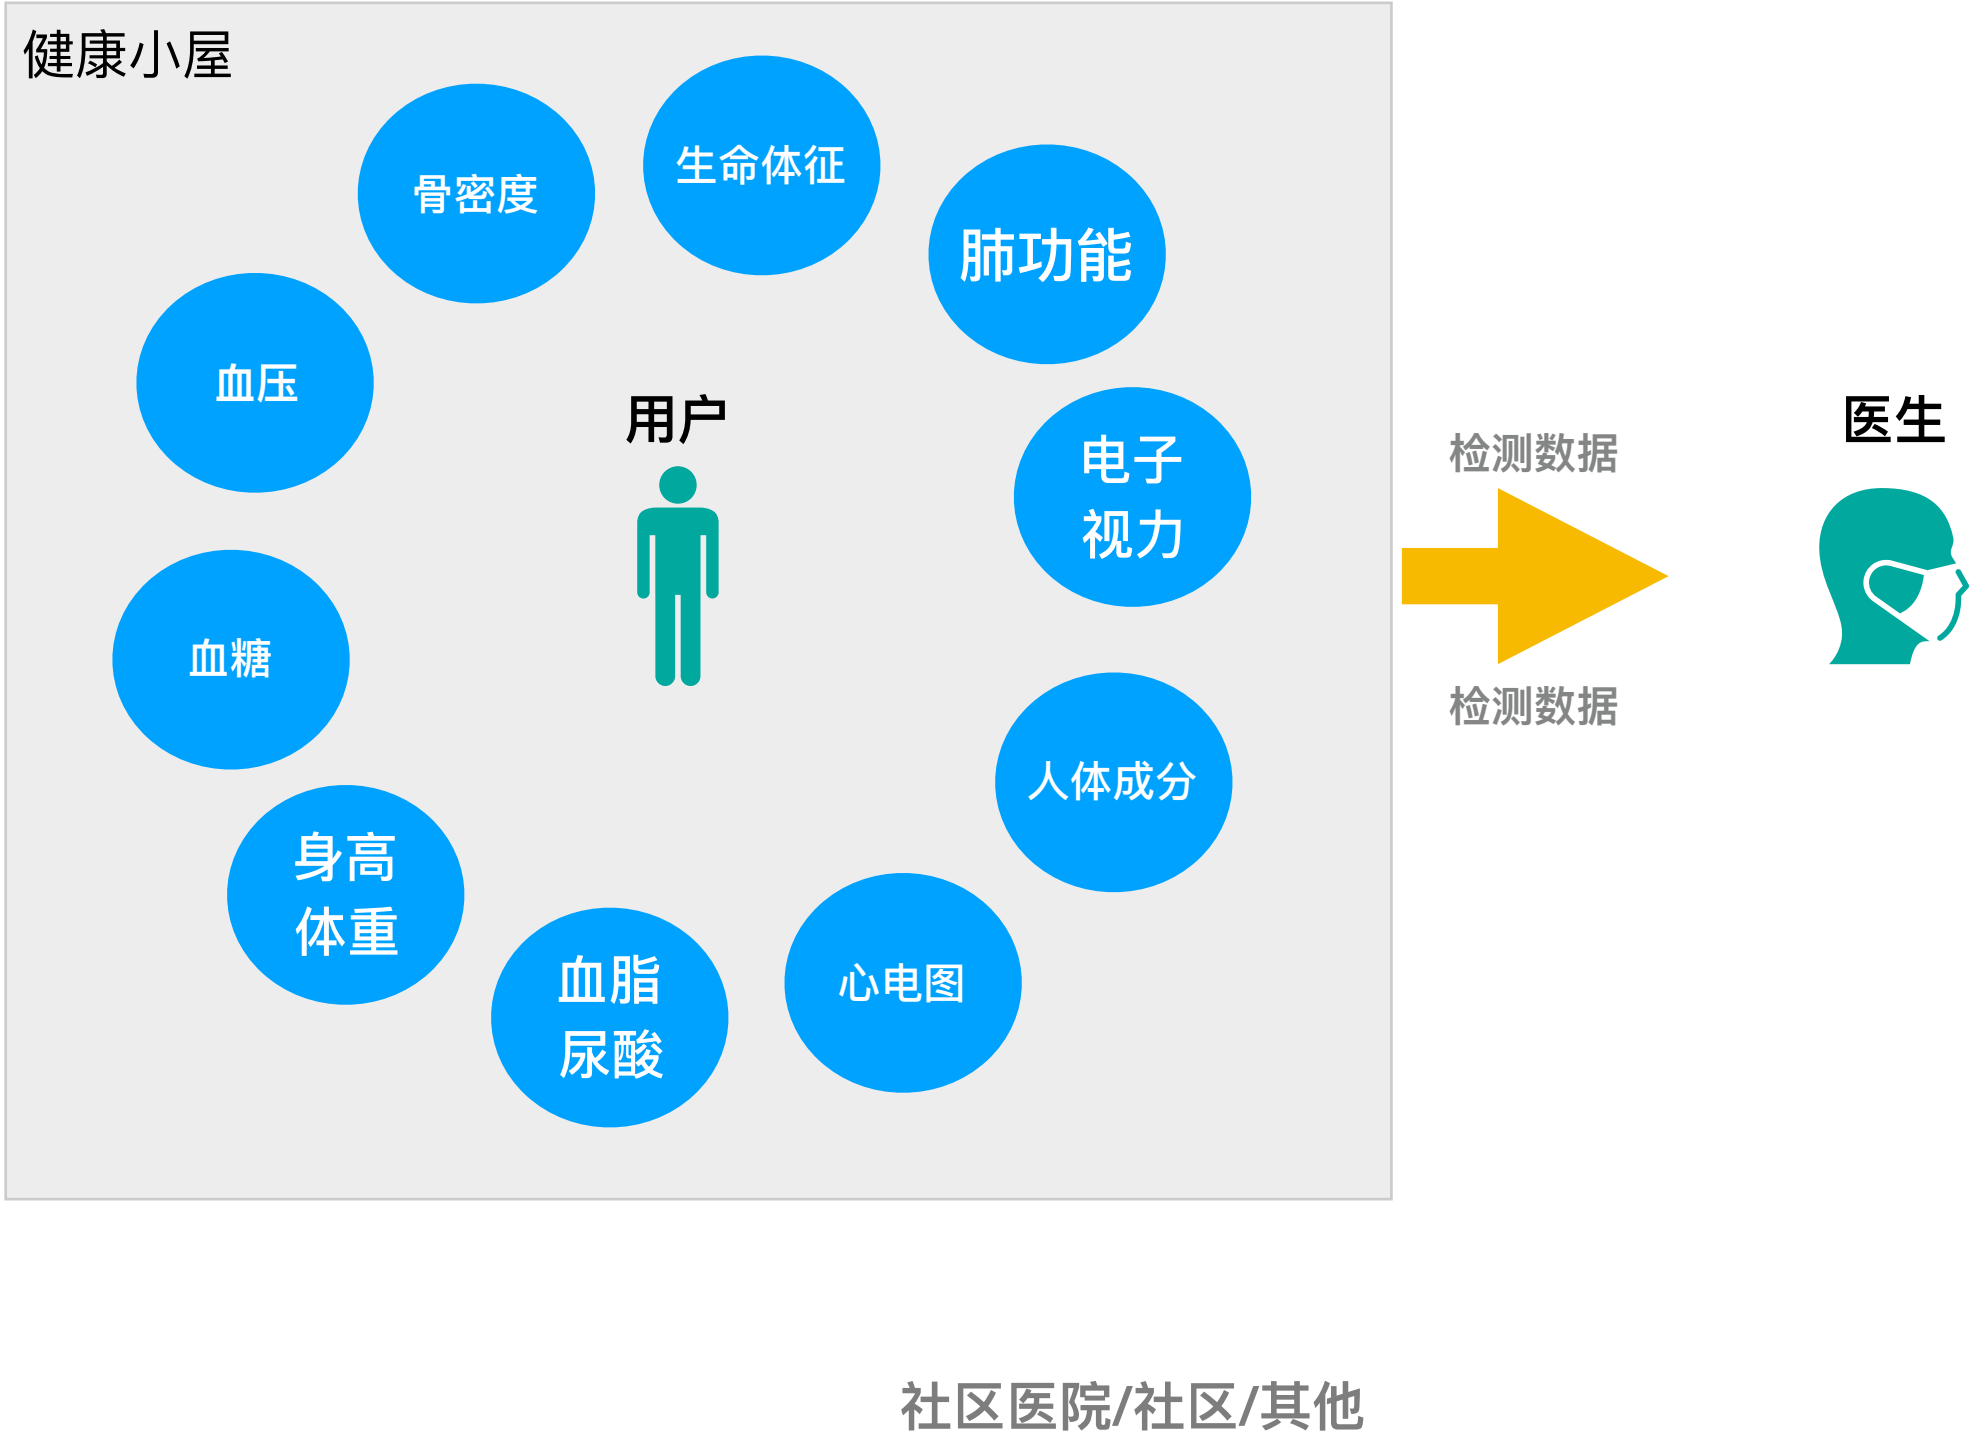 健康小屋
生命体征
骨密度
肺功能
血压
用户
医生
电子
视力
检测数据
血糖
检测数据
人体成分
身高
体重
血脂
尿酸
心电图
社区医院/社区/其他